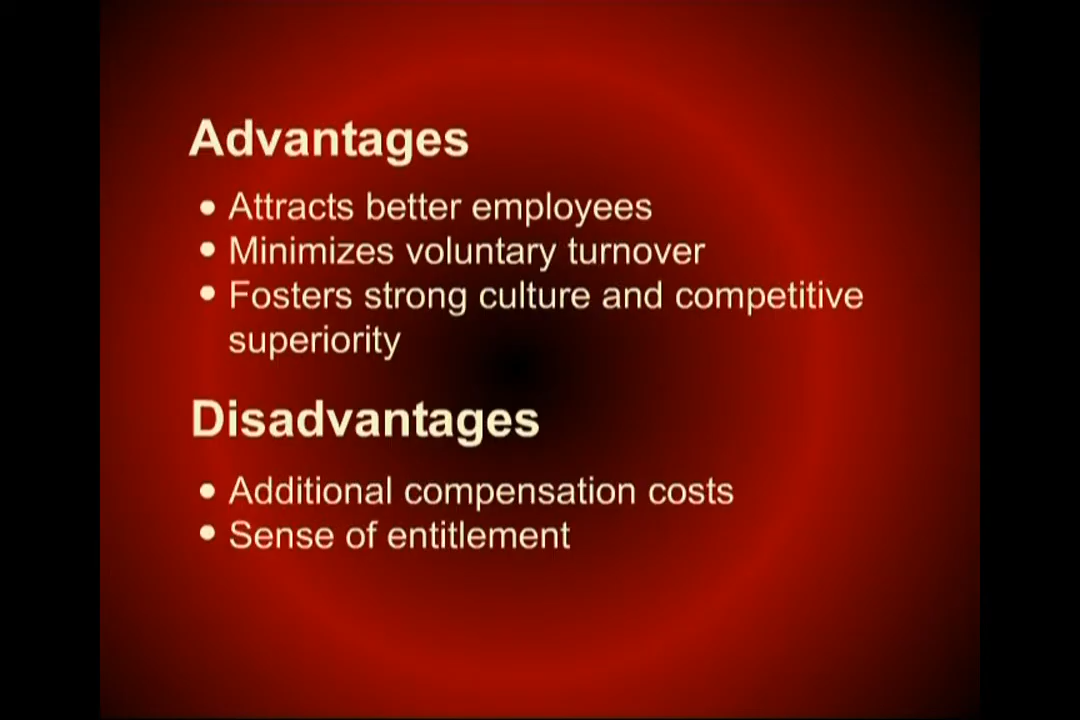 Advantages
• Attracts better employees
• Minimizes voluntary turnover
• Fosters strong culture and competitive
superiority
Disadvantages
• Additional compensation costs
• Sense of entitlement